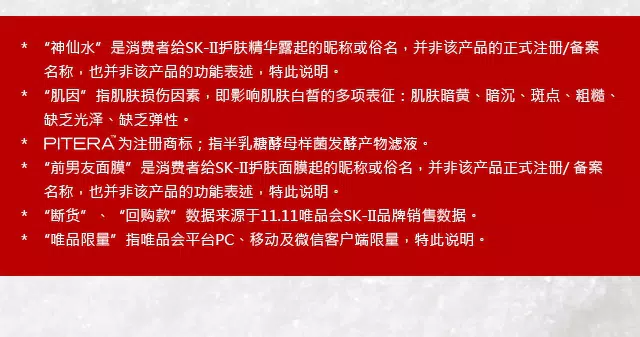 * “神仙水”是消费者给SK-II护肤精华露起的昵称或俗名，并非该产品的正式注册/备案
名称，也并非该产品的功能表述，特此说明。
* “肌因”指肌肤损伤因素，即影响肌肤白皙的多项表征：肌肤暗黄、暗沉、斑点、粗糙、
缺乏光泽、缺乏弹性。
* PITERA™为注册商标；指半乳糖酵母样菌发酵产物滤液。
* “前男友面膜”是消费者给SK-II护肤面膜起的昵称或俗名，并非该产品正式注册/ 备案
名称，也并非该产品的功能表述，特此说明。
* “断货”、“回购款”数据来源于11.11唯品会SK-II品牌销售数据。
* “唯品限量”指唯品会平台PC、移动及微信客户端限量，特此说明。